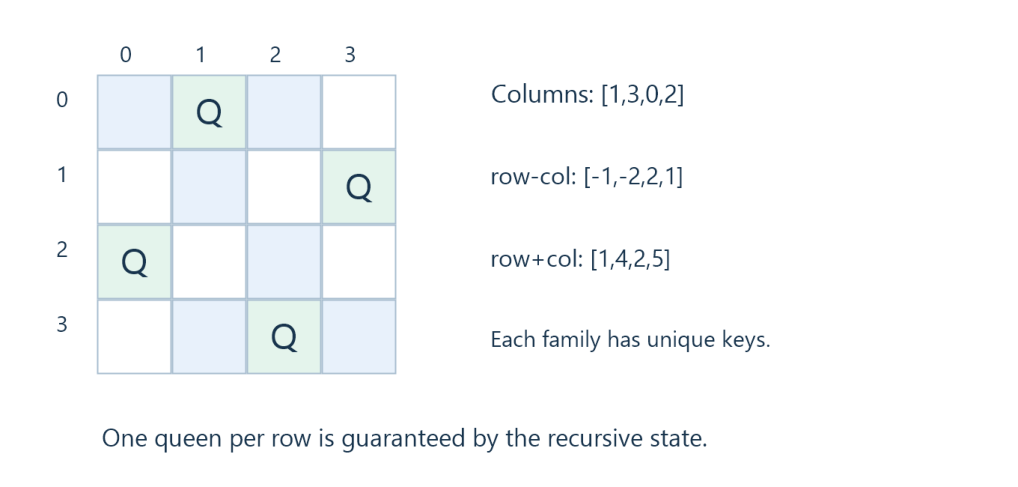 0 1 2 3
0 Q
Columns: [1,3,0,2]
1 Q
row-col: [-1,-2,2,1]
2 Q
row+col: [1,4,2,5]
3 Q
Each family has unique keys.
One queen per row is guaranteed by the recursive state.